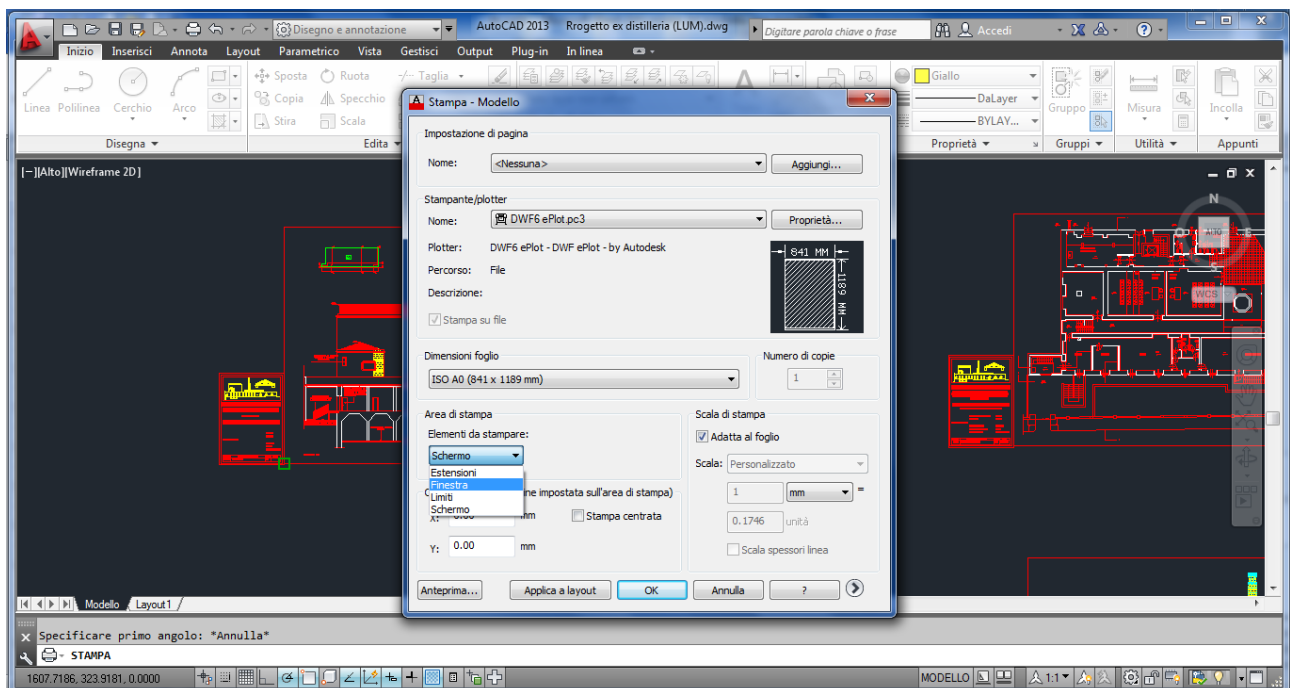 Disegno e annotazione
AutoCAD 2013 Rrogetto ex distilleria (LUM).dwg
Digitare parola chiave o frase
Accedi
Inizio Inserisci Annota Layout Parametrico Vista Gestisci Output Plug-in In linea
Linea Polilinea Cerchio Arco
Sposta Ruota Taglia
Copia Specchio
Stira Scala
Giallo
DaLayer
BYLAY...
Gruppo Misura Incolla
Disegna Edita Proprietà Gruppi Utilità Appunti
[−][Alto][Wireframe 2D]
Stampa - Modello
Impostazione di pagina
Nome: <Nessuna> Aggiungi...
Stampante/plotter
Nome: DWF6 ePlot.pc3 Proprietà...
Plotter: DWF6 ePlot - DWF ePlot - by Autodesk
Percorso: File
Descrizione:
Stampa su file
841 MM
1189 MM
Dimensioni foglio
ISO A0 (841 x 1189 mm)
Numero di copie
1
Area di stampa
Elementi da stampare:
Schermo
Estensioni
Finestra
Limiti
Schermo
ne impostata sull'area di stampa)
X: 0.00 mm Stampa centrata
Y: 0.00 mm
Scala di stampa
Adatta al foglio
Scala: Personalizzato
1 mm =
0.1746 unità
Scala spessori linea
Anteprima... Applica a layout OK Annulla ?
N
O ALTO E
S
WCS
Modello Layout1
Specificare primo angolo: *Annulla*
STAMPA
1607.7186, 323.9181, 0.0000
MODELLO 1:1